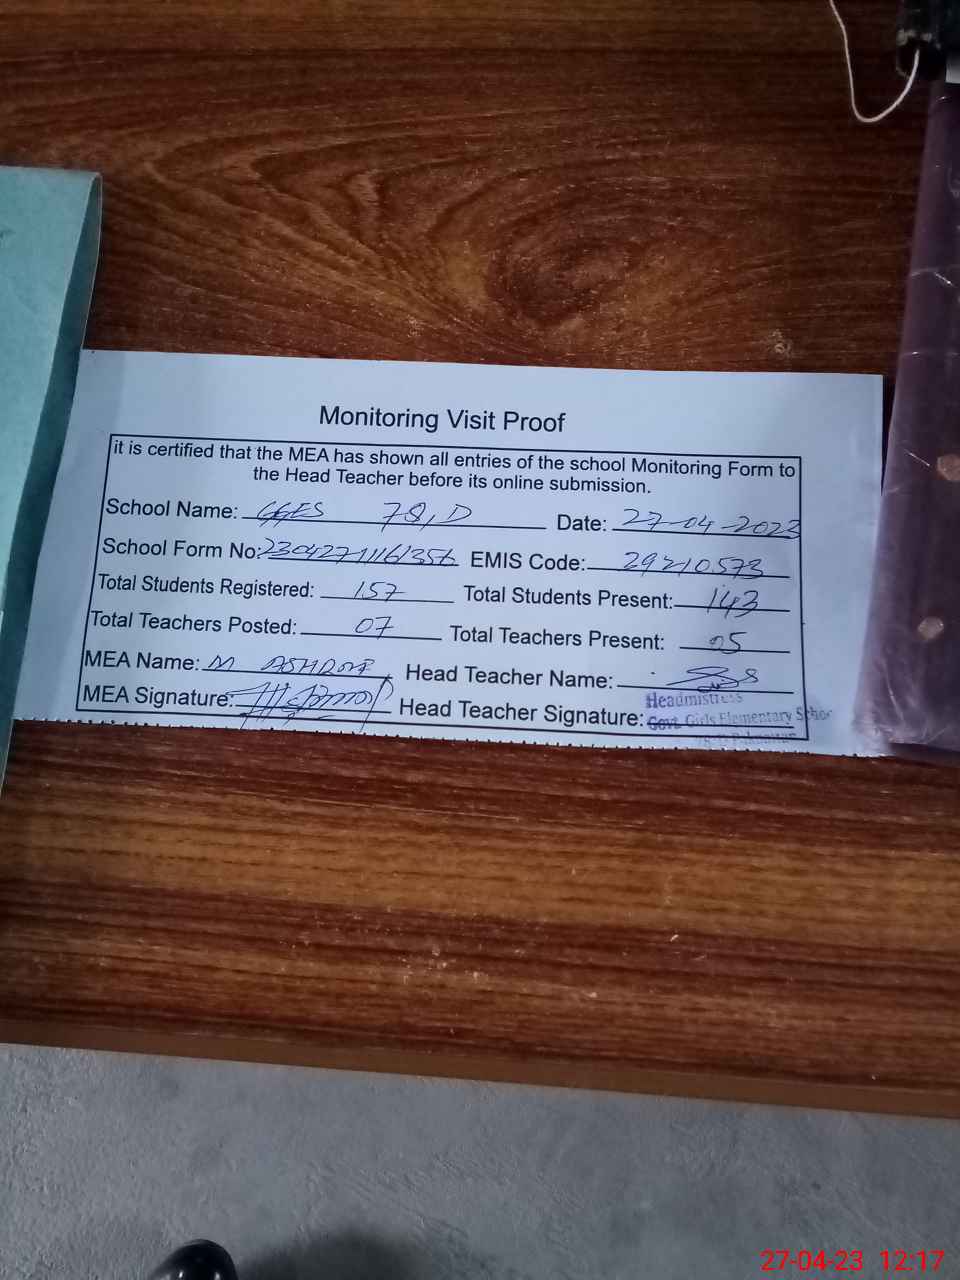 Monitoring Visit Proof
it is certified that the MEA has shown all entries of the school Monitoring Form to
the Head Teacher before its online submission.
School Name: GGES 78, D Date: 27-04-2023
School Form No: EMIS Code: 29210573
Total Students Registered: 157 Total Students Present: 143
Total Teachers Posted: 07 Total Teachers Present: 05
MEA Name: M Head Teacher Name:
MEA Signature: Head Teacher Signature:
Headmistress
Govt. Girls Elementary School
27-04-23 12:17